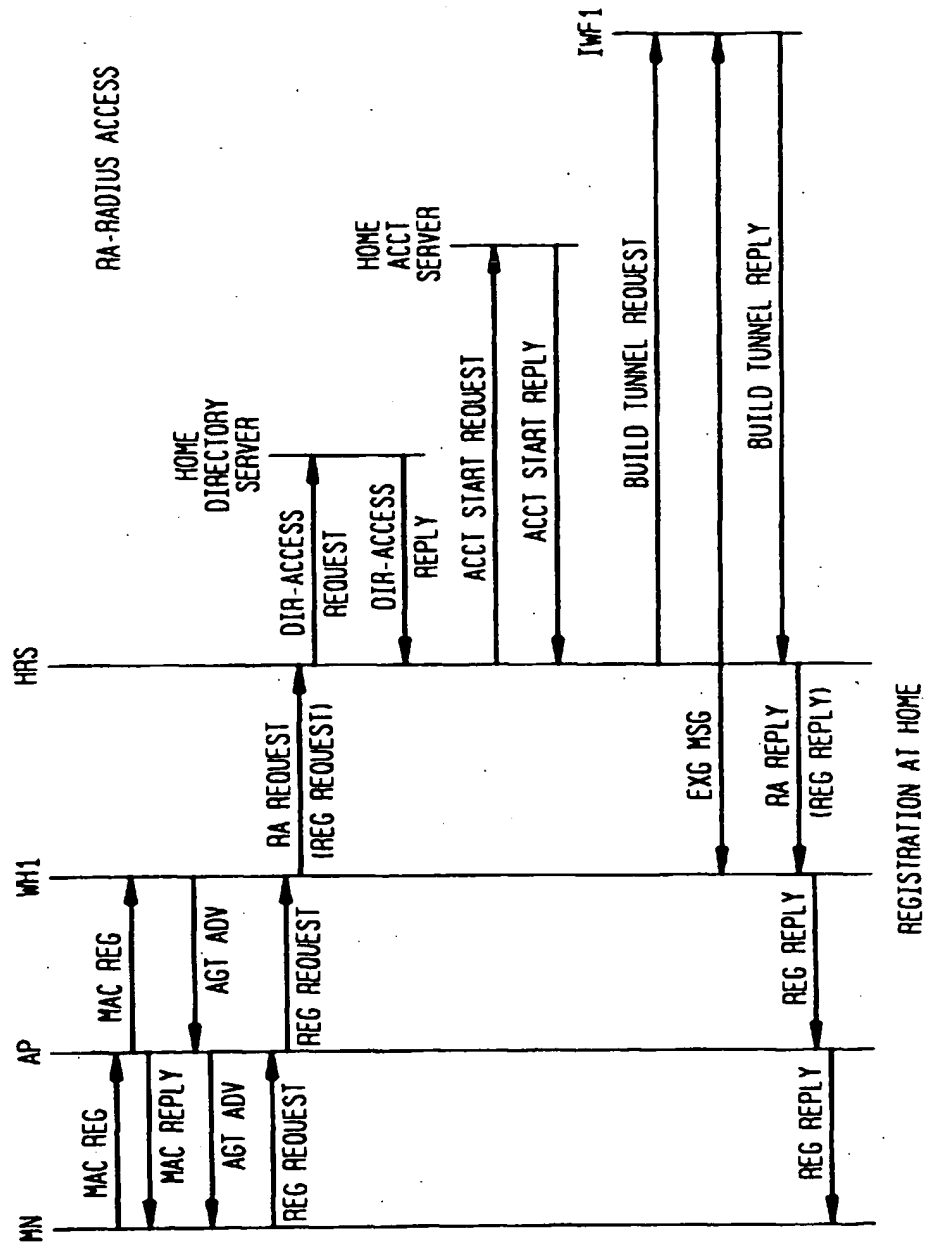 RA-RADIUS ACCESS
MN
AP
WH1
HRS
HOME
DIRECTORY
SERVER
HOME
ACCT
SERVER
IWF1
MAC REG
MAC REG
MAC REPLY
AGT ADV
AGT ADV
REG REQUEST
REG REQUEST
RA REQUEST
(REG REQUEST)
DIR-ACCESS
REQUEST
DIR-ACCESS
REPLY
ACCT START REQUEST
ACCT START REPLY
BUILD TUNNEL REQUEST
EXG MSG
BUILD TUNNEL REPLY
RA REPLY
(REG REPLY)
REG REPLY
REG REPLY
REGISTRATION AT HOME